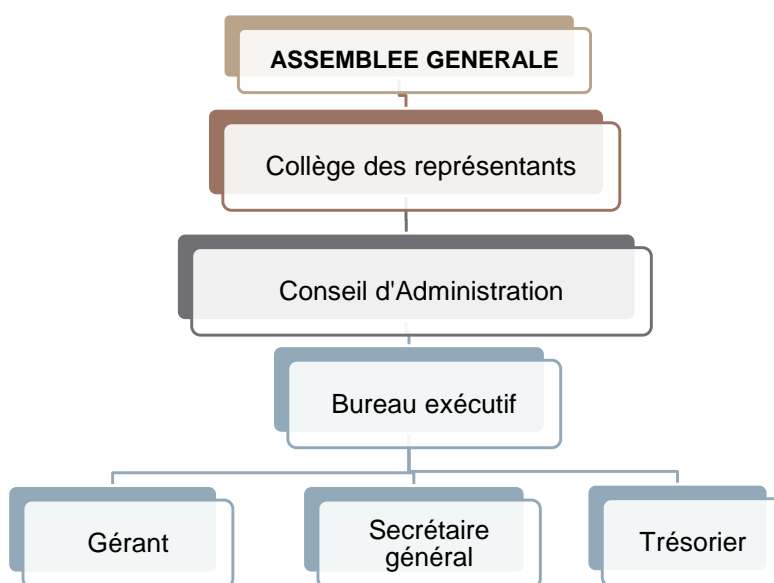 ASSEMBLEE GENERALE
Collège des représentants
Conseil d'Administration
Bureau exécutif
Gérant
Secrétaire
général
Trésorier